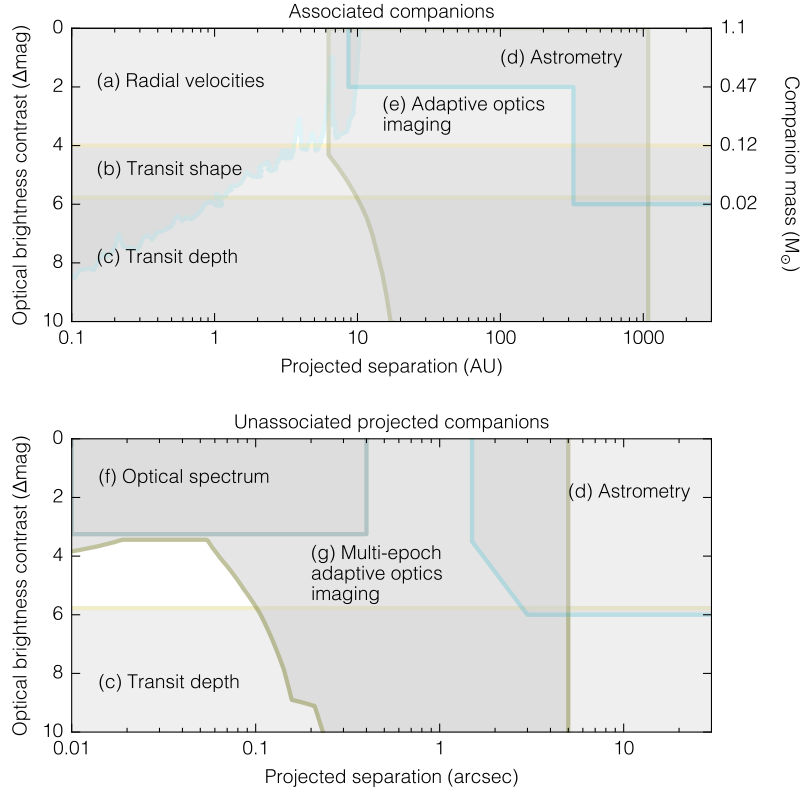 Associated companions
Optical brightness contrast (Δmag)
0
2
4
6
8
10
(a) Radial velocities
(b) Transit shape
(c) Transit depth
(d) Astrometry
(e) Adaptive optics
imaging
1.1
0.47
0.12
0.02
Companion mass (M☉)
0.1
1
10
100
1000
Projected separation (AU)
Unassociated projected companions
Optical brightness contrast (Δmag)
0
2
4
6
8
10
(f) Optical spectrum
(d) Astrometry
(g) Multi-epoch
adaptive optics
imaging
(c) Transit depth
0.01
0.1
1
10
Projected separation (arcsec)